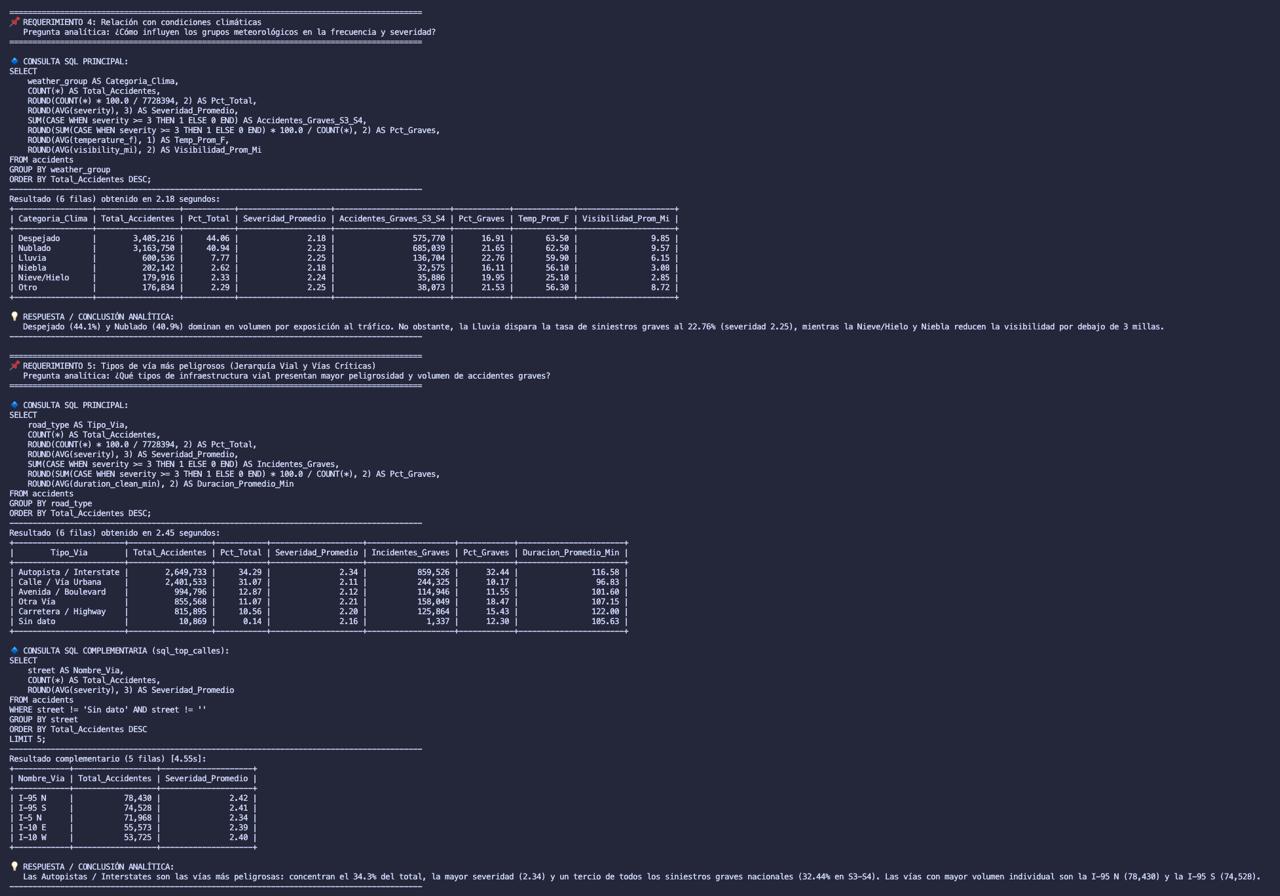 ================================================================================
📌 REQUERIMIENTO 4: Relación con condiciones climáticas
   Pregunta analítica: ¿Cómo influyen los grupos meteorológicos en la frecuencia y severidad?
================================================================================
🔹 CONSULTA SQL PRINCIPAL:
SELECT
    weather_group AS Categoria_Clima,
    COUNT(*) AS Total_Accidentes,
    ROUND(COUNT(*) * 100.0 / 7728394, 2) AS Pct_Total,
    ROUND(AVG(severity), 3) AS Severidad_Promedio,
    SUM(CASE WHEN severity >= 3 THEN 1 ELSE 0 END) AS Accidentes_Graves_S3_S4,
    ROUND(SUM(CASE WHEN severity >= 3 THEN 1 ELSE 0 END) * 100.0 / COUNT(*), 2) AS Pct_Graves,
    ROUND(AVG(temperature_f), 1) AS Temp_Prom_F,
    ROUND(AVG(visibility_mi), 2) AS Visibilidad_Prom_Mi
FROM accidents
GROUP BY weather_group
ORDER BY Total_Accidentes DESC;
Resultado (6 filas) obtenido en 2.18 segundos:
| Categoria_Clima | Total_Accidentes | Pct_Total | Severidad_Promedio | Accidentes_Graves_S3_S4 | Pct_Graves | Temp_Prom_F | Visibilidad_Prom_Mi |
| Despejado | 3,405,216 | 44.06 | 2.18 | 575,770 | 16.91 | 63.50 | 9.85 |
| Nublado | 3,163,750 | 40.94 | 2.23 | 685,039 | 21.65 | 62.50 | 9.57 |
| Lluvia | 600,536 | 7.77 | 2.25 | 136,704 | 22.76 | 59.90 | 6.15 |
| Niebla | 202,142 | 2.62 | 2.18 | 32,575 | 16.11 | 56.10 | 3.08 |
| Nieve/Hielo | 179,916 | 2.33 | 2.24 | 35,886 | 19.95 | 25.10 | 2.85 |
| Otro | 176,834 | 2.29 | 2.25 | 38,073 | 21.53 | 56.30 | 8.72 |
💡 RESPUESTA / CONCLUSIÓN ANALÍTICA:
   Despejado (44.1%) y Nublado (40.9%) dominan en volumen por exposición al tráfico. No obstante, la Lluvia dispara la tasa de siniestros graves al 22.76% (severidad 2.25), mientras la Nieve/Hielo y Niebla reducen la visibilidad por debajo de 3 millas.
================================================================================
📌 REQUERIMIENTO 5: Tipos de vía más peligrosos (Jerarquía Vial y Vías Críticas)
   Pregunta analítica: ¿Qué tipos de infraestructura vial presentan mayor peligrosidad y volumen de accidentes graves?
================================================================================
🔹 CONSULTA SQL PRINCIPAL:
SELECT
    road_type AS Tipo_Via,
    COUNT(*) AS Total_Accidentes,
    ROUND(COUNT(*) * 100.0 / 7728394, 2) AS Pct_Total,
    ROUND(AVG(severity), 3) AS Severidad_Promedio,
    SUM(CASE WHEN severity >= 3 THEN 1 ELSE 0 END) AS Incidentes_Graves,
    ROUND(SUM(CASE WHEN severity >= 3 THEN 1 ELSE 0 END) * 100.0 / COUNT(*), 2) AS Pct_Graves,
    ROUND(AVG(duration_clean_min), 2) AS Duracion_Promedio_Min
FROM accidents
GROUP BY road_type
ORDER BY Total_Accidentes DESC;
Resultado (6 filas) obtenido en 2.45 segundos:
| Tipo_Via | Total_Accidentes | Pct_Total | Severidad_Promedio | Incidentes_Graves | Pct_Graves | Duracion_Promedio_Min |
| Autopista / Interstate | 2,649,733 | 34.29 | 2.34 | 859,526 | 32.44 | 116.58 |
| Calle / Vía Urbana | 2,401,533 | 31.07 | 2.11 | 244,325 | 10.17 | 96.83 |
| Avenida / Boulevard | 994,796 | 12.87 | 2.12 | 114,946 | 11.55 | 101.60 |
| Otra Vía | 855,568 | 11.07 | 2.21 | 158,049 | 18.47 | 107.15 |
| Carretera / Highway | 815,895 | 10.56 | 2.20 | 125,864 | 15.43 | 122.00 |
| Sin dato | 10,869 | 0.14 | 2.16 | 1,337 | 12.30 | 105.63 |
🔹 CONSULTA SQL COMPLEMENTARIA (sql_top_calles):
SELECT
    street AS Nombre_Via,
    COUNT(*) AS Total_Accidentes,
    ROUND(AVG(severity), 3) AS Severidad_Promedio
FROM accidents
WHERE street != 'Sin dato' AND street != ''
GROUP BY street
ORDER BY Total_Accidentes DESC
LIMIT 5;
Resultado complementario (5 filas) [4.55s]:
| Nombre_Via | Total_Accidentes | Severidad_Promedio |
| I-95 N | 78,430 | 2.42 |
| I-95 S | 74,528 | 2.41 |
| I-5 N | 71,968 | 2.34 |
| I-10 E | 55,573 | 2.39 |
| I-10 W | 53,725 | 2.40 |
💡 RESPUESTA / CONCLUSIÓN ANALÍTICA:
   Las Autopistas / Interstates son las vías más peligrosas: concentran el 34.3% del total, la mayor severidad (2.34) y un tercio de todos los siniestros graves nacionales (32.44% en S3-S4). Las vías con mayor volumen individual son la I-95 N (78,430) y la I-95 S (74,528).